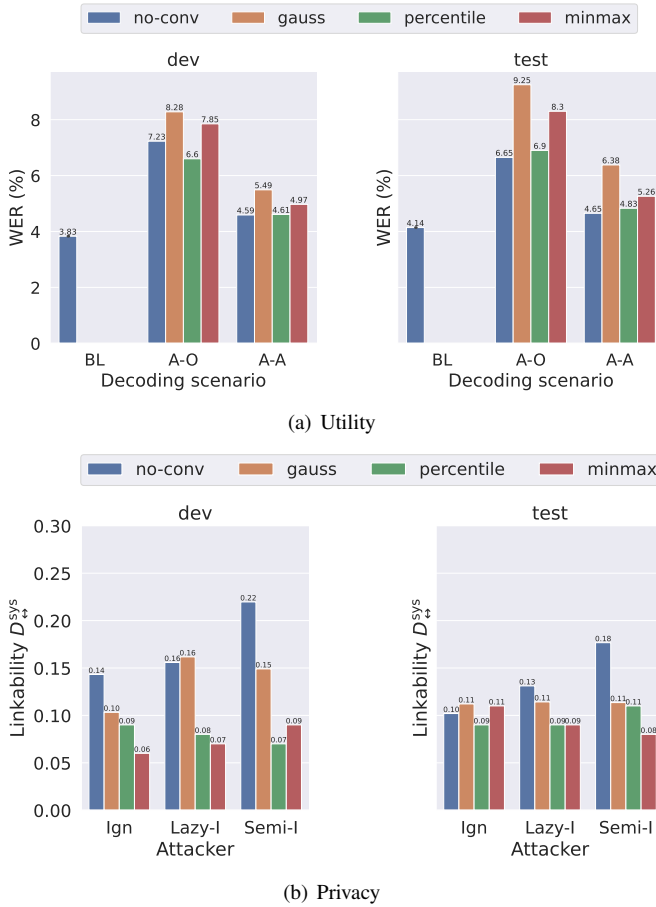 no-conv gauss percentile minmax
dev
test
WER (%)
8
6
4
2
0
3.83
7.23
8.28
6.6
7.85
4.59
5.49
4.61
4.97
BL A-O A-A
Decoding scenario
WER (%)
4.14
6.65
9.25
6.9
8.3
4.65
6.38
4.83
5.26
BL A-O A-A
Decoding scenario
(a) Utility
no-conv gauss percentile minmax
dev
test
Linkability D↔sys
0.30
0.25
0.20
0.15
0.10
0.05
0.00
0.14
0.10
0.09
0.06
0.16
0.16
0.08
0.07
0.22
0.15
0.07
0.09
Ign Lazy-I Semi-I
Attacker
Linkability D↔sys
0.10
0.11
0.09
0.11
0.13
0.11
0.09
0.09
0.18
0.11
0.11
0.08
Ign Lazy-I Semi-I
Attacker
(b) Privacy